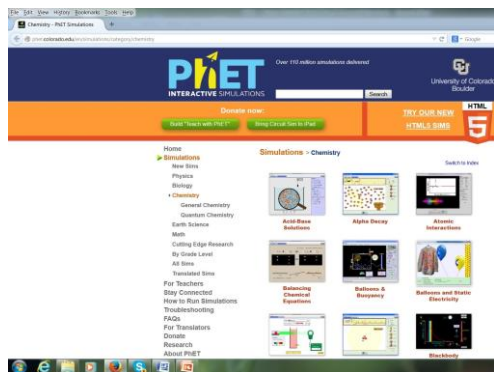 File Edit View History Bookmarks Tools Help
Chemistry - PhET Simulations
phet.colorado.edu/en/simulations/category/chemistry
Google
PhET
INTERACTIVE SIMULATIONS
Over 110 million simulations delivered
Search
University of Colorado
Boulder
Donate now:
Build "Teach with PhET"
Bring Circuit Sim to iPad
TRY OUR NEW
HTML5 SIMS
HTML
5
Home
Simulations
New Sims
Physics
Biology
Chemistry
General Chemistry
Quantum Chemistry
Earth Science
Math
Cutting Edge Research
By Grade Level
All Sims
Translated Sims
For Teachers
Stay Connected
How to Run Simulations
Troubleshooting
FAQs
For Translators
Donate
Research
About PhET
Simulations > Chemistry
Switch to Index
Acid-Base
Solutions
Alpha Decay
Atomic
Interactions
Balancing
Chemical
Equations
Balloons &
Buoyancy
Balloons and Static
Electricity
Blackbody